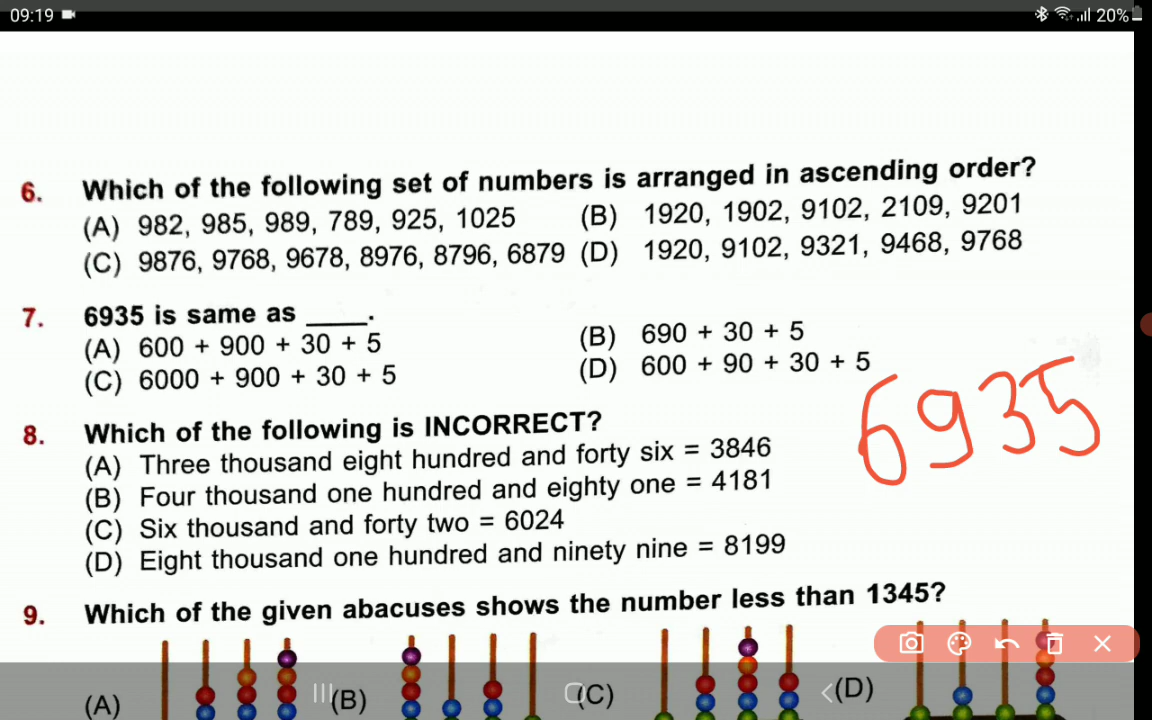 09:19 20%
6. Which of the following set of numbers is arranged in ascending order?
(A) 982, 985, 989, 789, 925, 1025 (B) 1920, 1902, 9102, 2109, 9201
(C) 9876, 9768, 9678, 8976, 8796, 6879 (D) 1920, 9102, 9321, 9468, 9768
7. 6935 is same as ____.
(A) 600 + 900 + 30 + 5 (B) 690 + 30 + 5
(C) 6000 + 900 + 30 + 5 (D) 600 + 90 + 30 + 5
6935
8. Which of the following is INCORRECT?
(A) Three thousand eight hundred and forty six = 3846
(B) Four thousand one hundred and eighty one = 4181
(C) Six thousand and forty two = 6024
(D) Eight thousand one hundred and ninety nine = 8199
9. Which of the given abacuses shows the number less than 1345?
(A) (B) (C) (D)